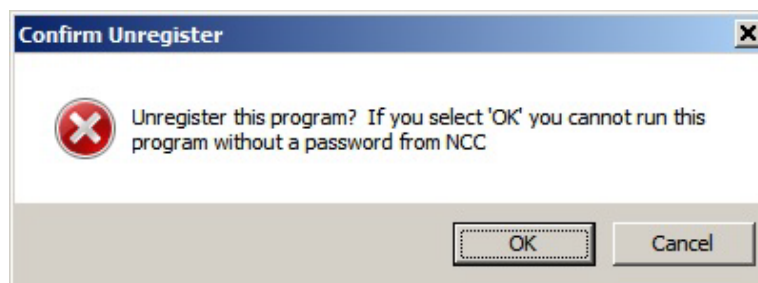 Confirm Unregister
Unregister this program?  If you select 'OK' you cannot run this
program without a password from NCC
OK
Cancel